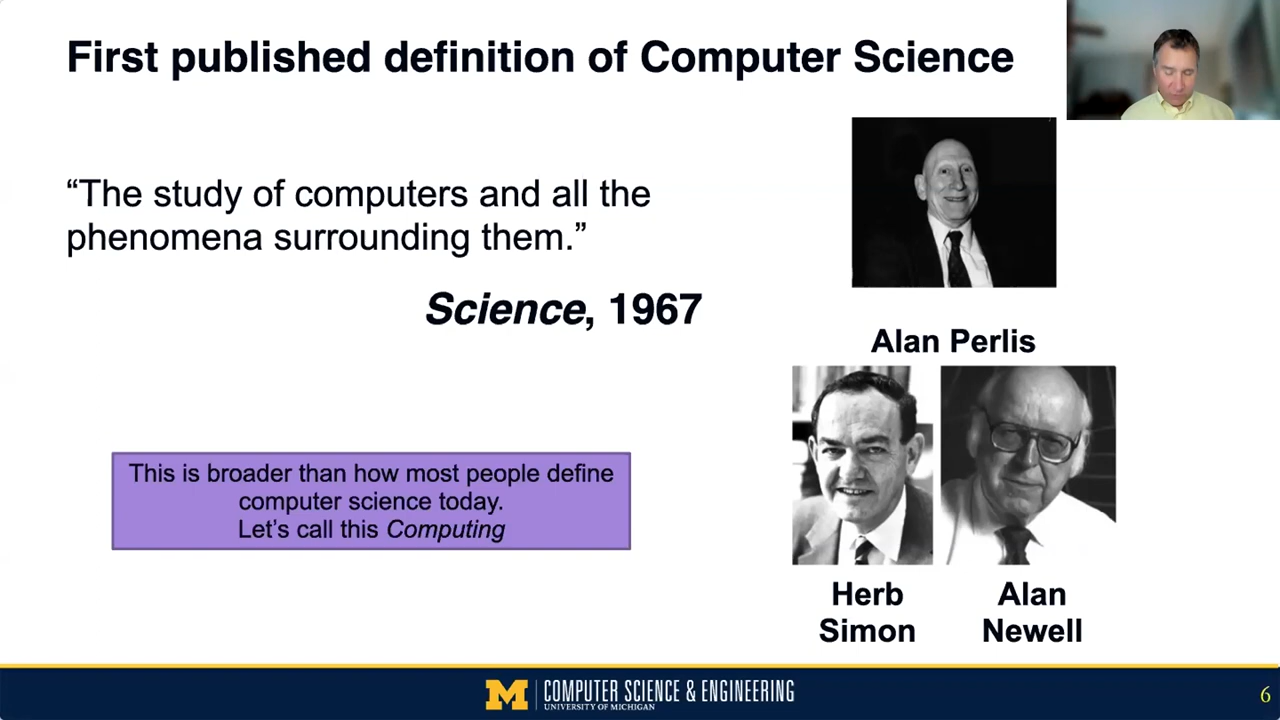 First published definition of Computer Science
“The study of computers and all the
phenomena surrounding them.”
Science, 1967
Alan Perlis
Herb
Simon
Alan
Newell
This is broader than how most people define
computer science today.
Let’s call this Computing
M
COMPUTER SCIENCE & ENGINEERING
UNIVERSITY OF MICHIGAN
6